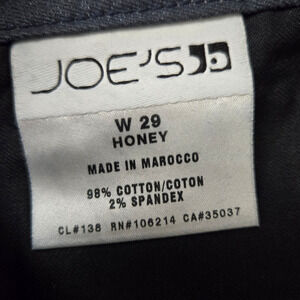 JOE'S
W 29
HONEY
MADE IN MAROCCO
98% COTTON/COTON
2% SPANDEX
CL#138 RN#106214 CA#35037